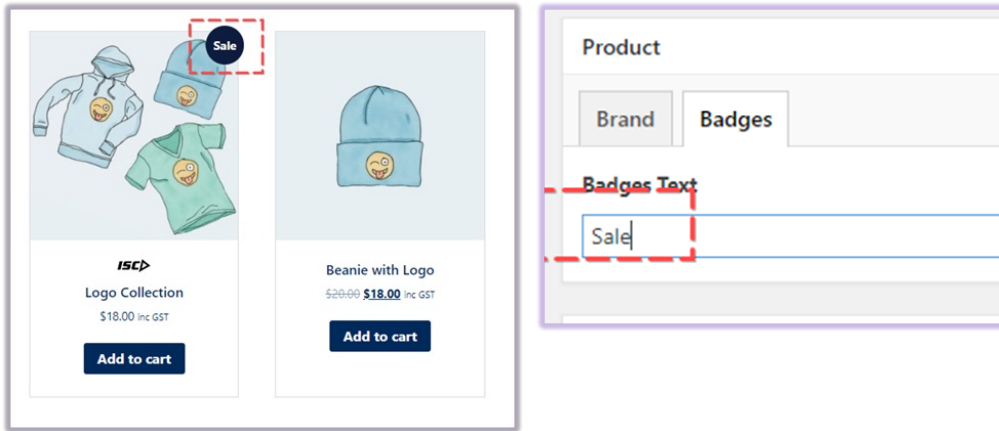 Sale
ISC
Logo Collection
$18.00 inc GST
Add to cart
Beanie with Logo
$20.00 $18.00 inc GST
Add to cart
Product
Brand
Badges
Badges Text
Sale